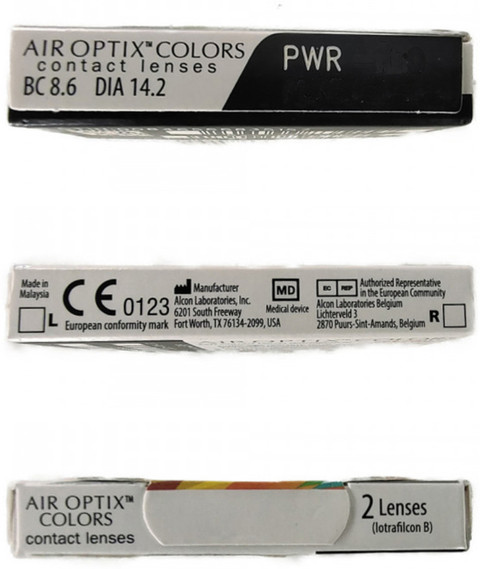 AIR OPTIX™ COLORS
contact lenses
BC 8.6 DIA 14.2
PWR
Made in
Malaysia
L
CE 0123
European conformity mark
Manufacturer
Alcon Laboratories, Inc.
6201 South Freeway
Fort Worth, TX 76134-2099, USA
MD
Medical device
EC REP
Authorized Representative
in the European Community
Alcon Laboratories Belgium
Lichterveld 3
2870 Puurs-Sint-Amands, Belgium
R
AIR OPTIX™
COLORS
contact lenses
2 Lenses
(lotrafilcon B)